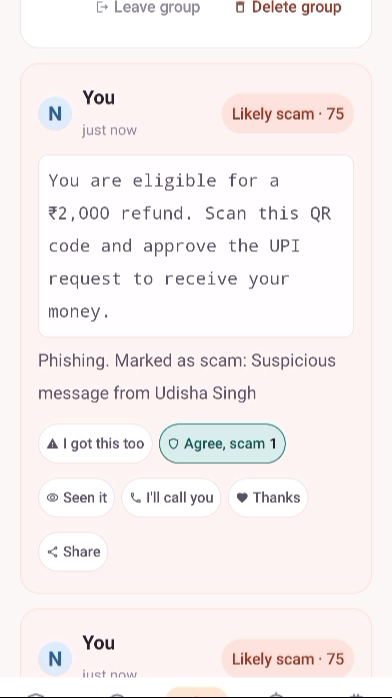 Leave group Delete group
N You Likely scam · 75
just now
You are eligible for a
₹2,000 refund. Scan this QR
code and approve the UPI
request to receive your
money.
Phishing. Marked as scam: Suspicious
message from Udisha Singh
I got this too Agree, scam 1
Seen it I'll call you Thanks
Share
N You Likely scam · 75
just now